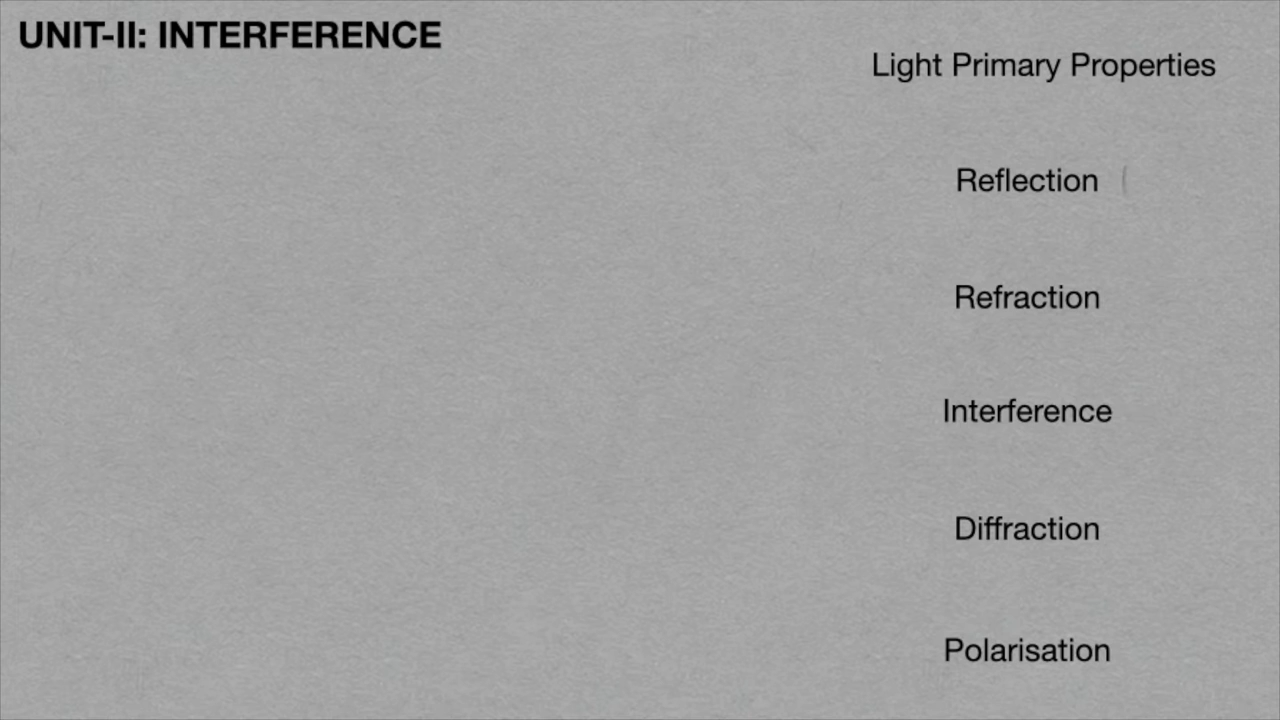 UNIT-II: INTERFERENCE
Light Primary Properties
Reflection
Refraction
Interference
Diffraction
Polarisation